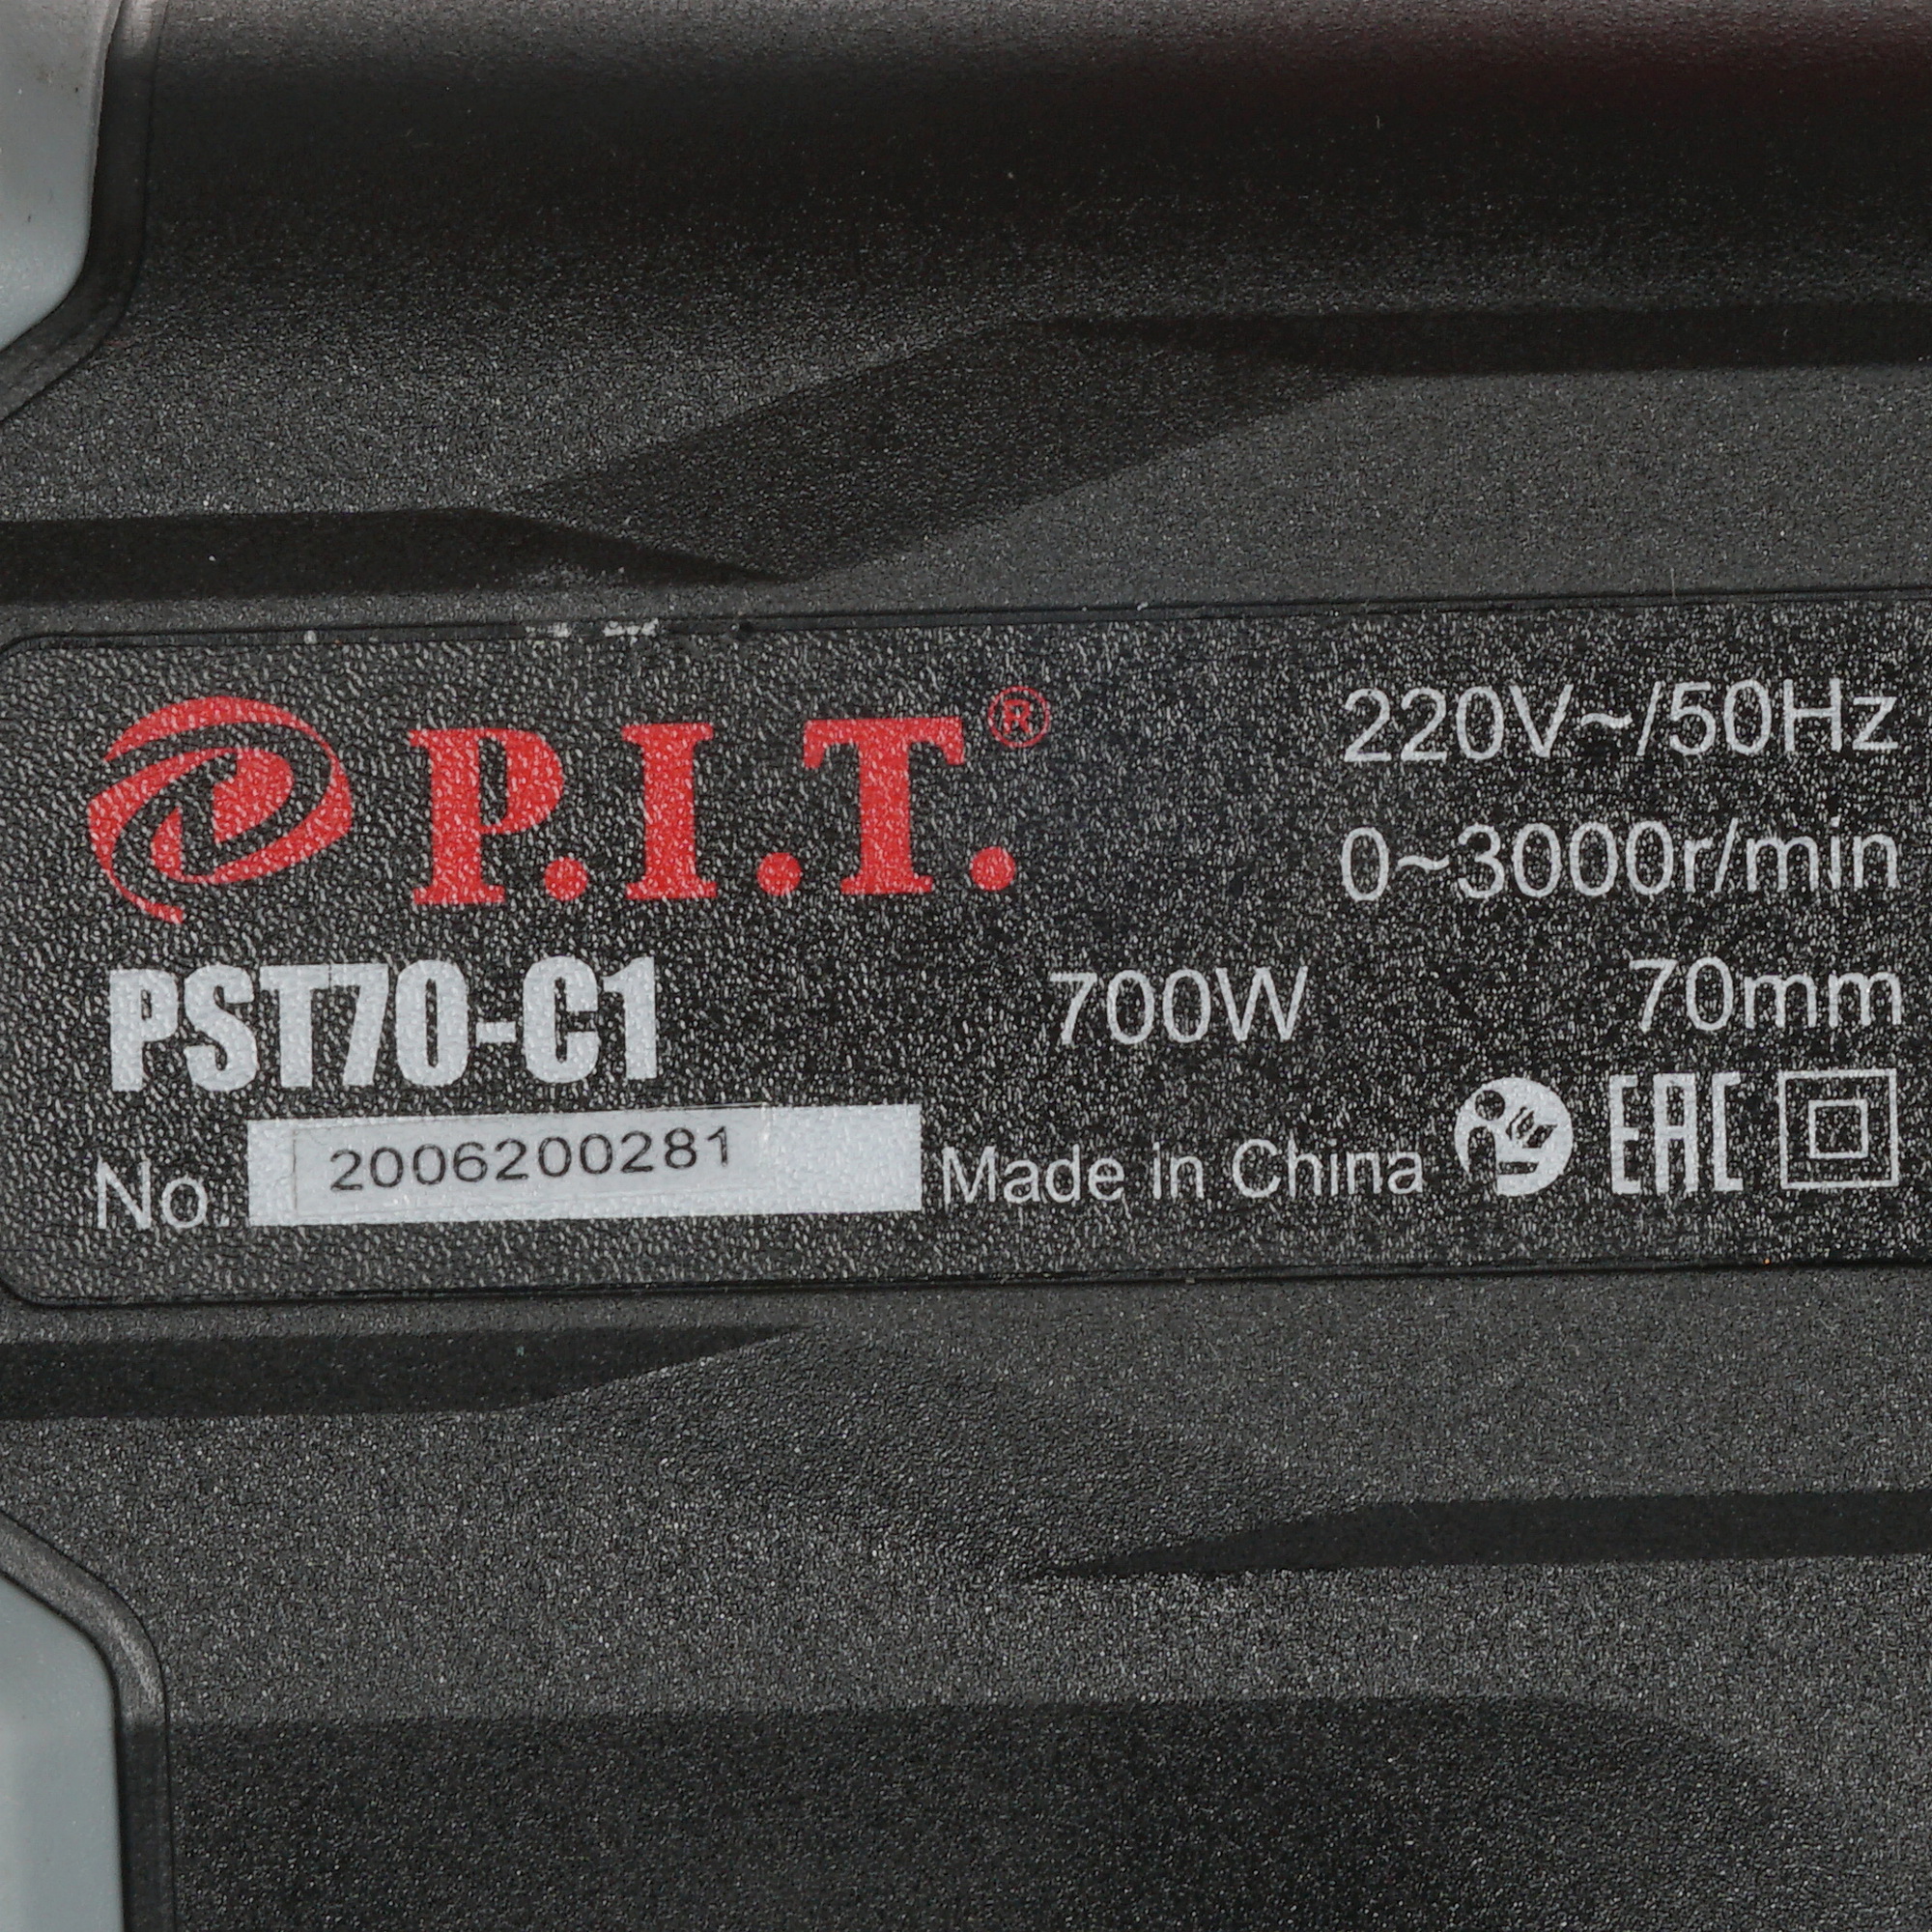 P.I.T.®
220V~/50Hz
0~3000r/min
PST70-C1 700W 70mm
No. 2006200281 Made In China EAC